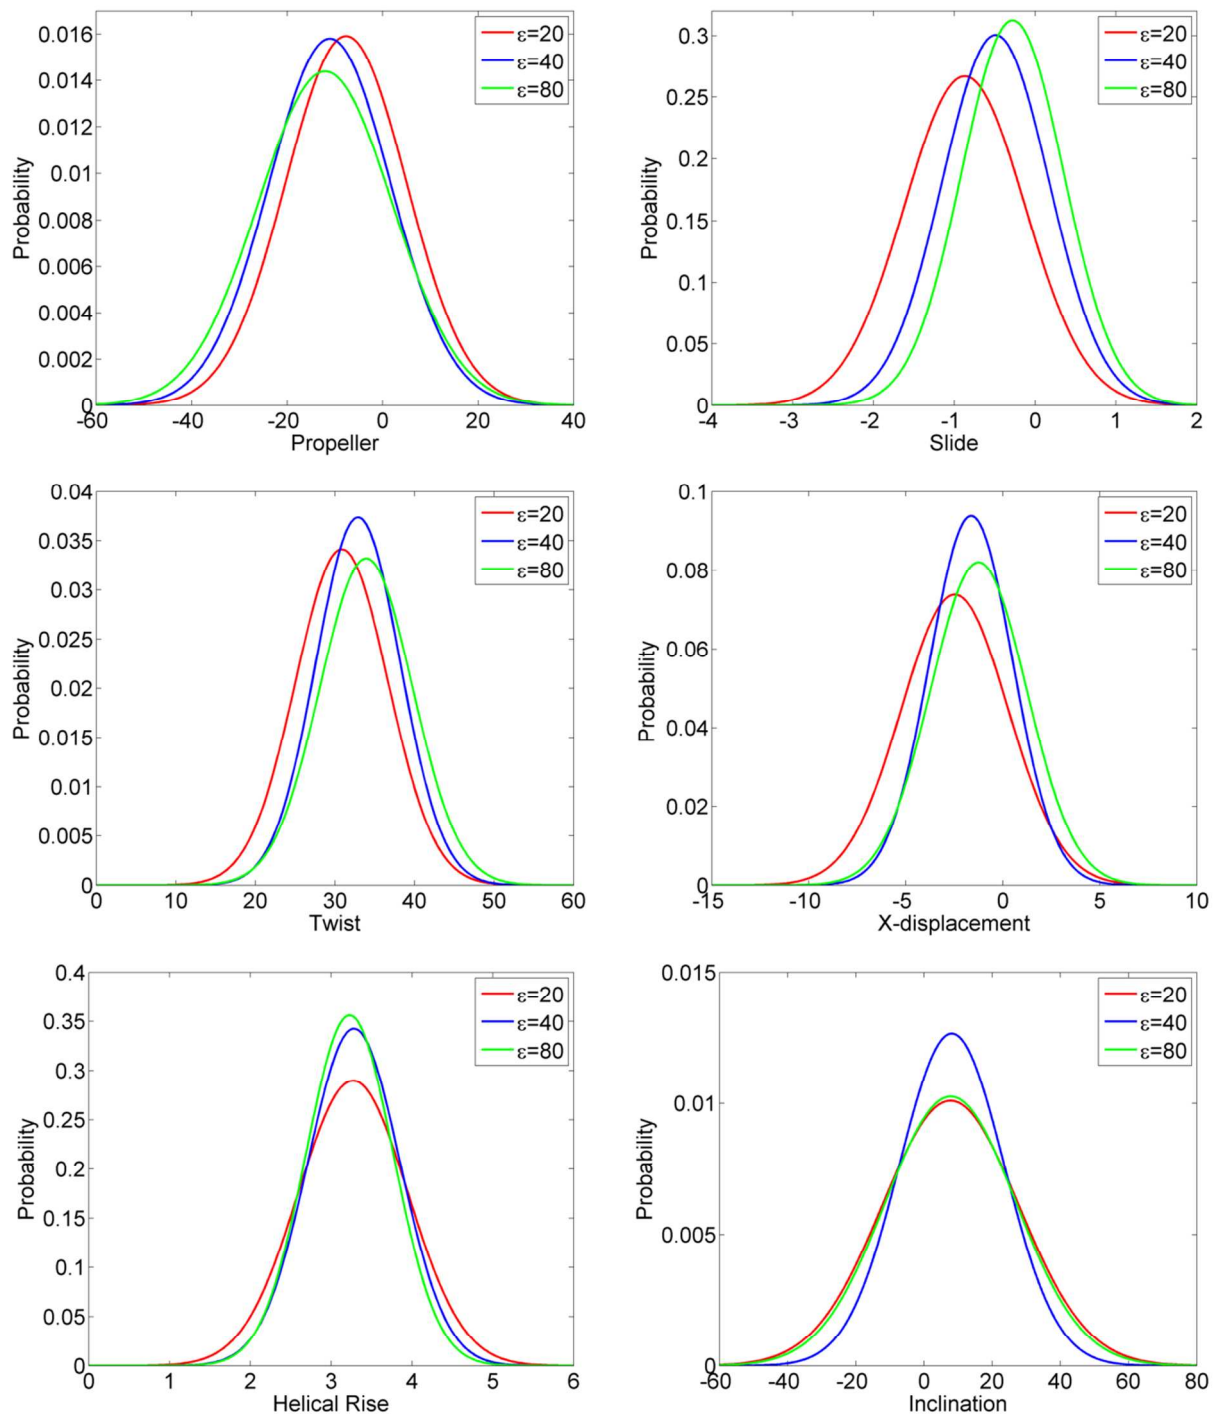 0.016
0.014
0.012
0.01
0.008
0.006
0.004
0.002
0
Probability
-60 -40 -20 0 20 40
Propeller
ε=20
ε=40
ε=80
0.3
0.25
0.2
0.15
0.1
0.05
0
Probability
-4 -3 -2 -1 0 1 2
Slide
ε=20
ε=40
ε=80
0.04
0.035
0.03
0.025
0.02
0.015
0.01
0.005
0
Probability
0 10 20 30 40 50 60
Twist
ε=20
ε=40
ε=80
0.1
0.08
0.06
0.04
0.02
0
Probability
-15 -10 -5 0 5 10
X-displacement
ε=20
ε=40
ε=80
0.4
0.35
0.3
0.25
0.2
0.15
0.1
0.05
0
Probability
0 1 2 3 4 5 6
Helical Rise
ε=20
ε=40
ε=80
0.015
0.01
0.005
0
Probability
-60 -40 -20 0 20 40 60 80
Inclination
ε=20
ε=40
ε=80